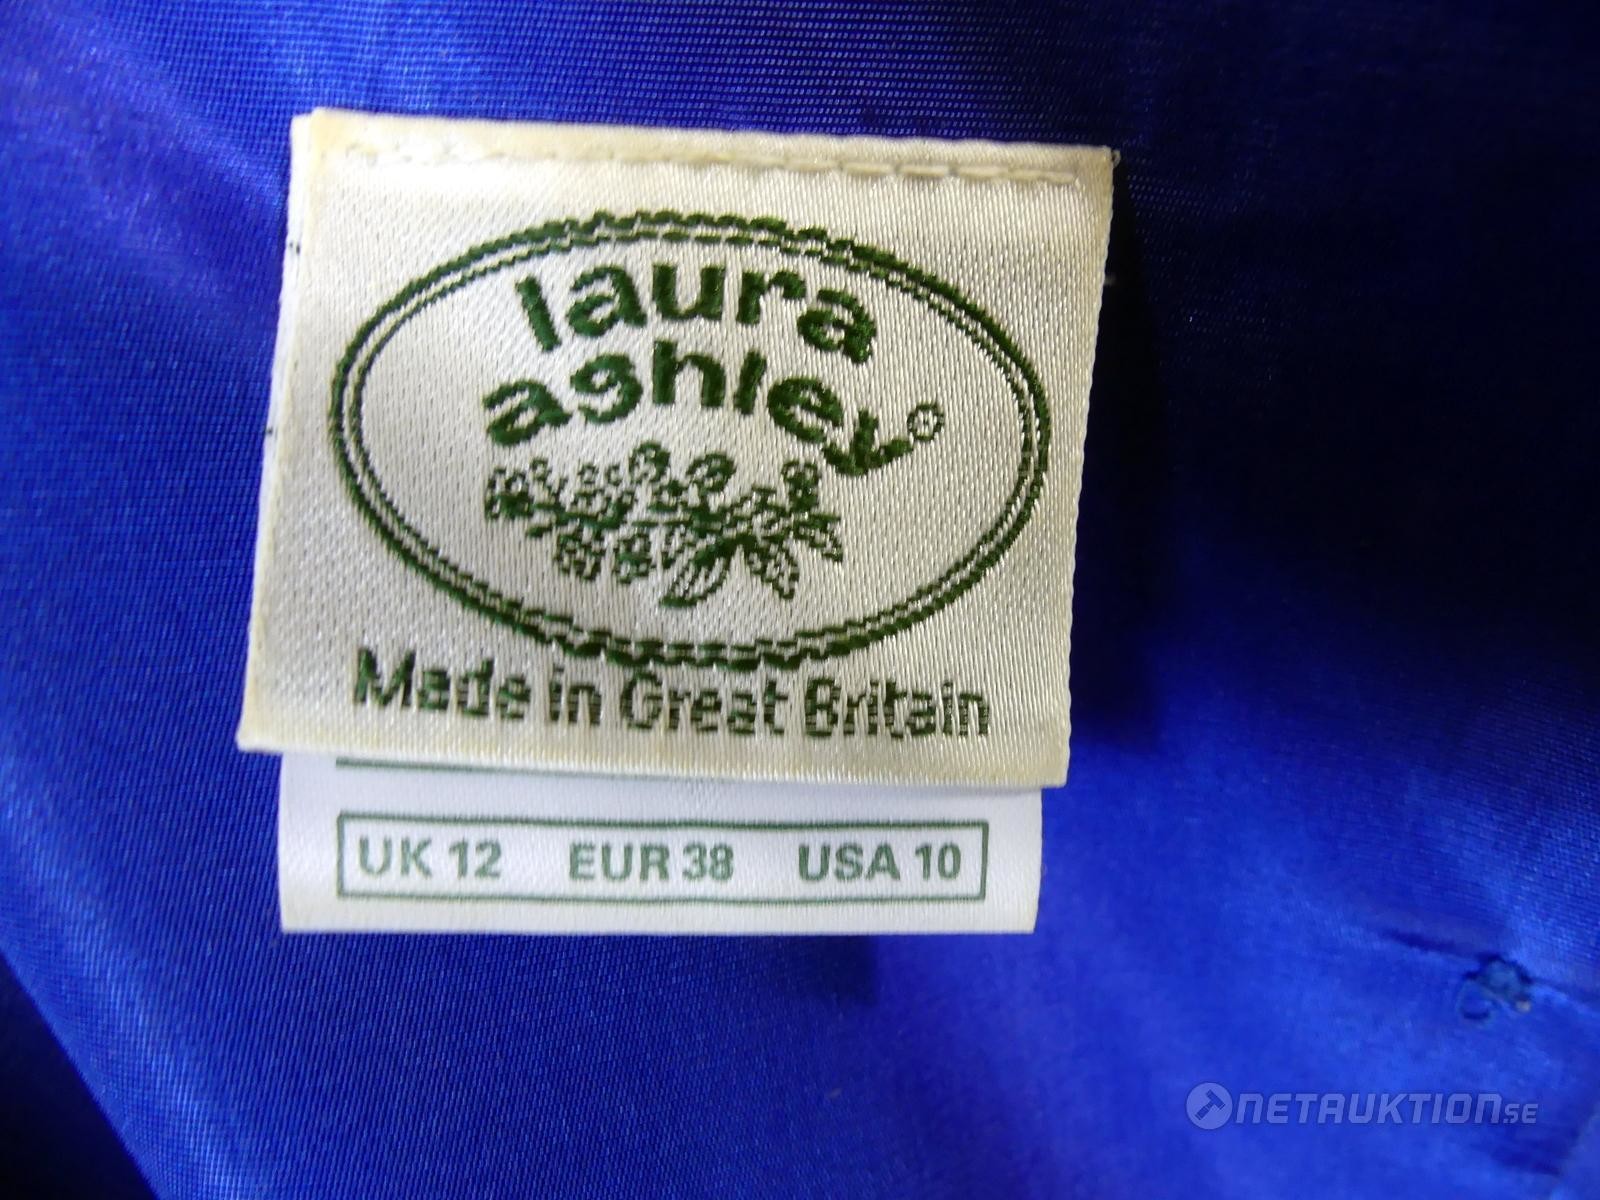 laura
ashley®
Made in Great Britain
UK 12 EUR 38 USA 10
NETAUKTION.SE